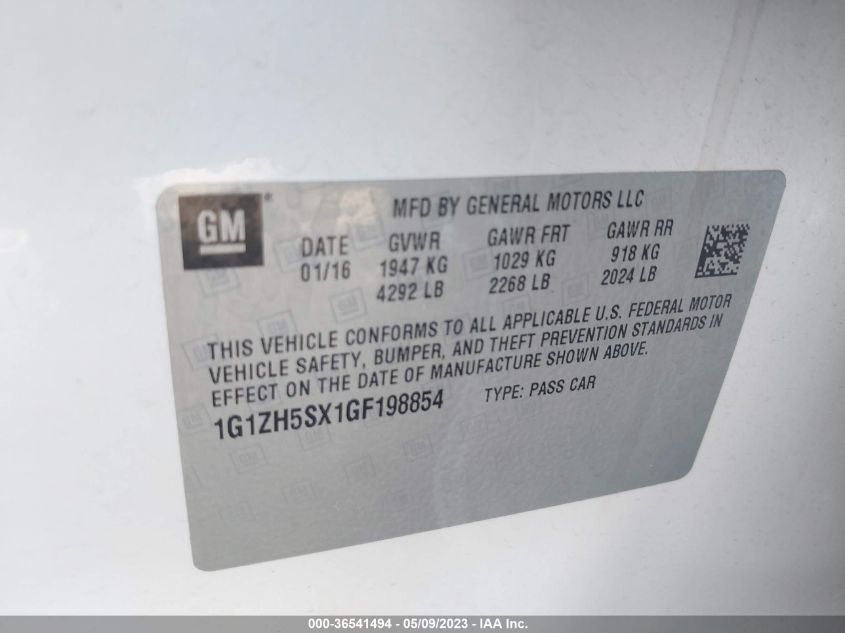 GM
MFD BY GENERAL MOTORS LLC
DATE GVWR GAWR FRT GAWR RR
01/16 1947 KG 1029 KG 918 KG
4292 LB 2268 LB 2024 LB
THIS VEHICLE CONFORMS TO ALL APPLICABLE U.S. FEDERAL MOTOR
VEHICLE SAFETY, BUMPER, AND THEFT PREVENTION STANDARDS IN
EFFECT ON THE DATE OF MANUFACTURE SHOWN ABOVE.
1G1ZH5SX1GF198854 TYPE: PASS CAR
000-36541494 - 05/09/2023 - IAA Inc.